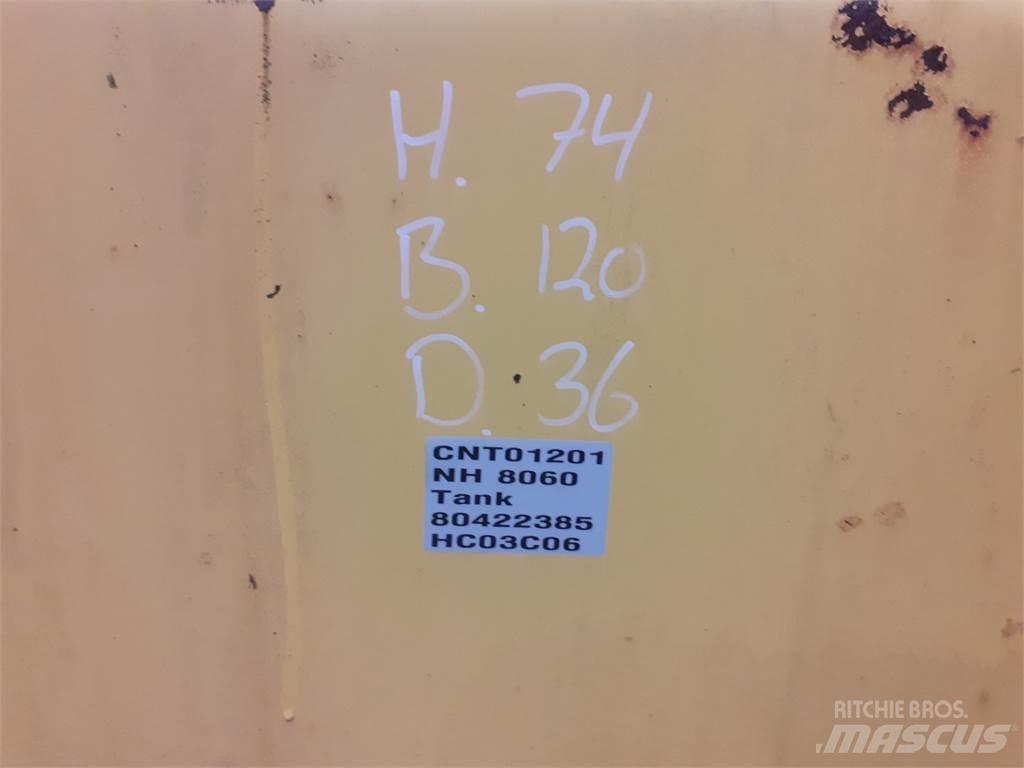 H. 74
B. 120
D. 36
CNT01201
NH 8060
Tank
80422385
HC03C06
RITCHIE BROS.
MASCUS